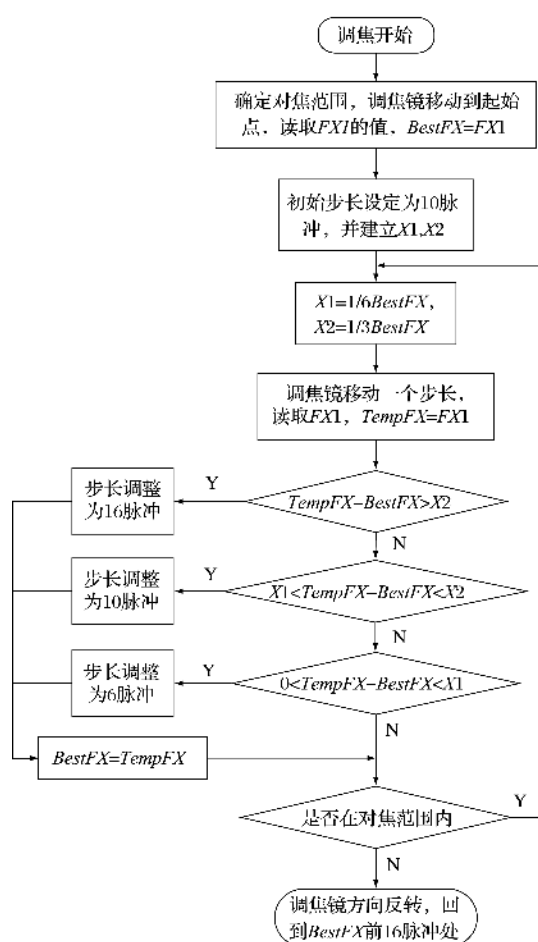 调焦开始
确定对焦范围，调焦镜移动到起始
点，读取FX1的值，BestFX=FX1
初始步长设定为10脉
冲，并建立X1,X2
X1=1/6BestFX，
X2=1/3BestFX
调焦镜移动一个步长，
读取FX1，TempFX=FX1
步长调整
为16脉冲
Y
TempFX−BestFX>X2
N
步长调整
为10脉冲
Y
X1<TempFX−BestFX<X2
N
步长调整
为6脉冲
Y
0<TempFX−BestFX<X1
N
BestFX=TempFX
是否在对焦范围内
Y
N
调焦镜方向反转，回
到BestFX前16脉冲处